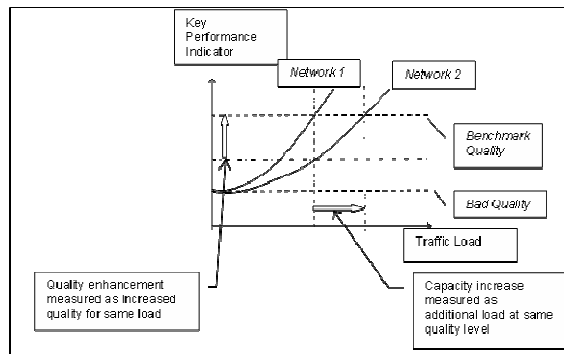 Key
Performance
Indicator
Network 1
Network 2
Benchmark
Quality
Bad Quality
Traffic Load
Quality enhancement
measured as increased
quality for same load
Capacity increase
measured as
additional load at same
quality level